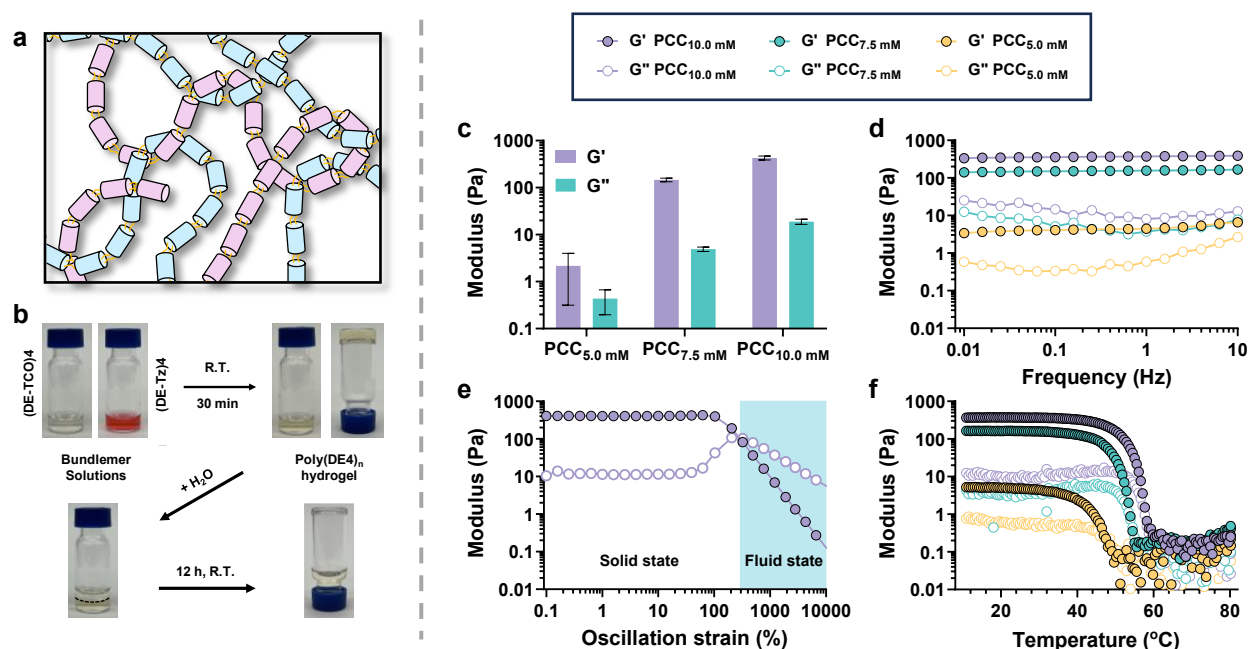 a
b
(DE-TCO)4
(DE-Tz)4
R.T.
30 min
Bundlemer
Solutions
Poly(DE4)n
hydrogel
+ H2O
12 h, R.T.
G' PCC10.0 mM
G' PCC7.5 mM
G' PCC5.0 mM
G" PCC10.0 mM
G" PCC7.5 mM
G" PCC5.0 mM
c
Modulus (Pa)
1000
100
10
1
0.1
G'
G"
PCC5.0 mM
PCC7.5 mM
PCC10.0 mM
d
Modulus (Pa)
1000
100
10
1
0.1
0.01
0.01
0.1
1
10
Frequency (Hz)
e
Modulus (Pa)
1000
100
10
1
0.1
0.01
Solid state
Fluid state
0.1
1
10
100
1000
10000
Oscillation strain (%)
f
Modulus (Pa)
1000
100
10
1
0.1
0.01
20
40
60
80
Temperature (ºC)